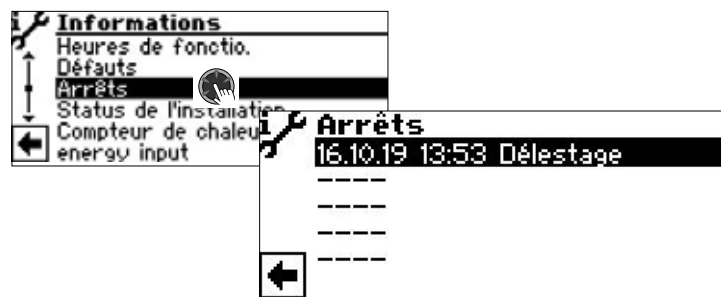 Informations
Heures de fonctio.
Défauts
Arrêts
Status de l'installation
Compteur de chaleu
energy input
Arrêts
16.10.19 13:53 Délestage
----
----
----
----